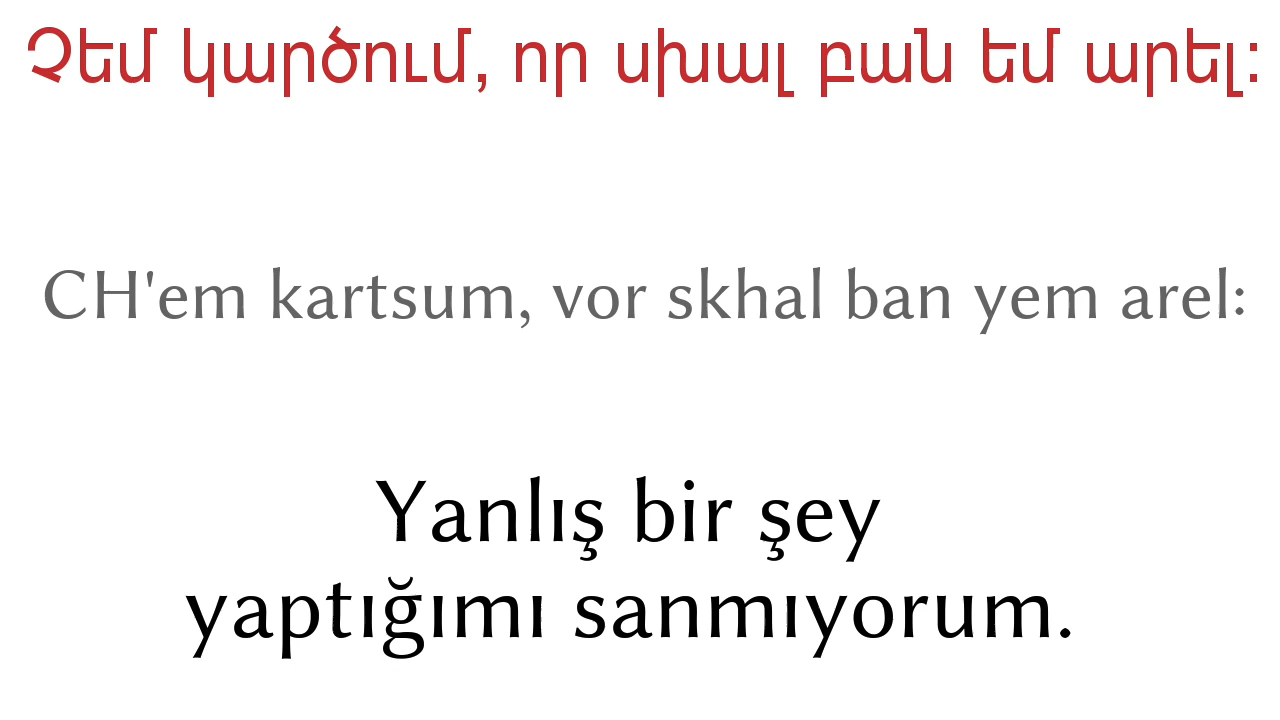 Չեմ կարծում, որ սխալ բան եմ արել:
CH'em kartsum, vor skhal ban yem arel:
Yanlış bir şey
yaptığımı sanmıyorum.